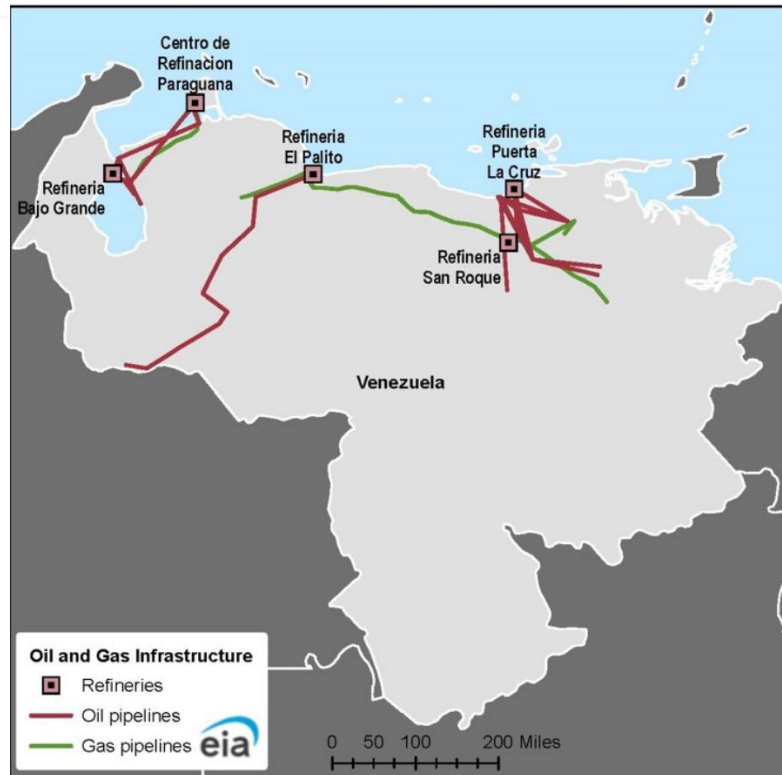 Centro de
Refinacion
Paraguana
Refineria
El Palito
Refineria
Puerta
La Cruz
Refineria
Bajo Grande
Refineria
San Roque
Venezuela
Oil and Gas Infrastructure
Refineries
Oil pipelines
Gas pipelines
eia
0 50 100 200 Miles